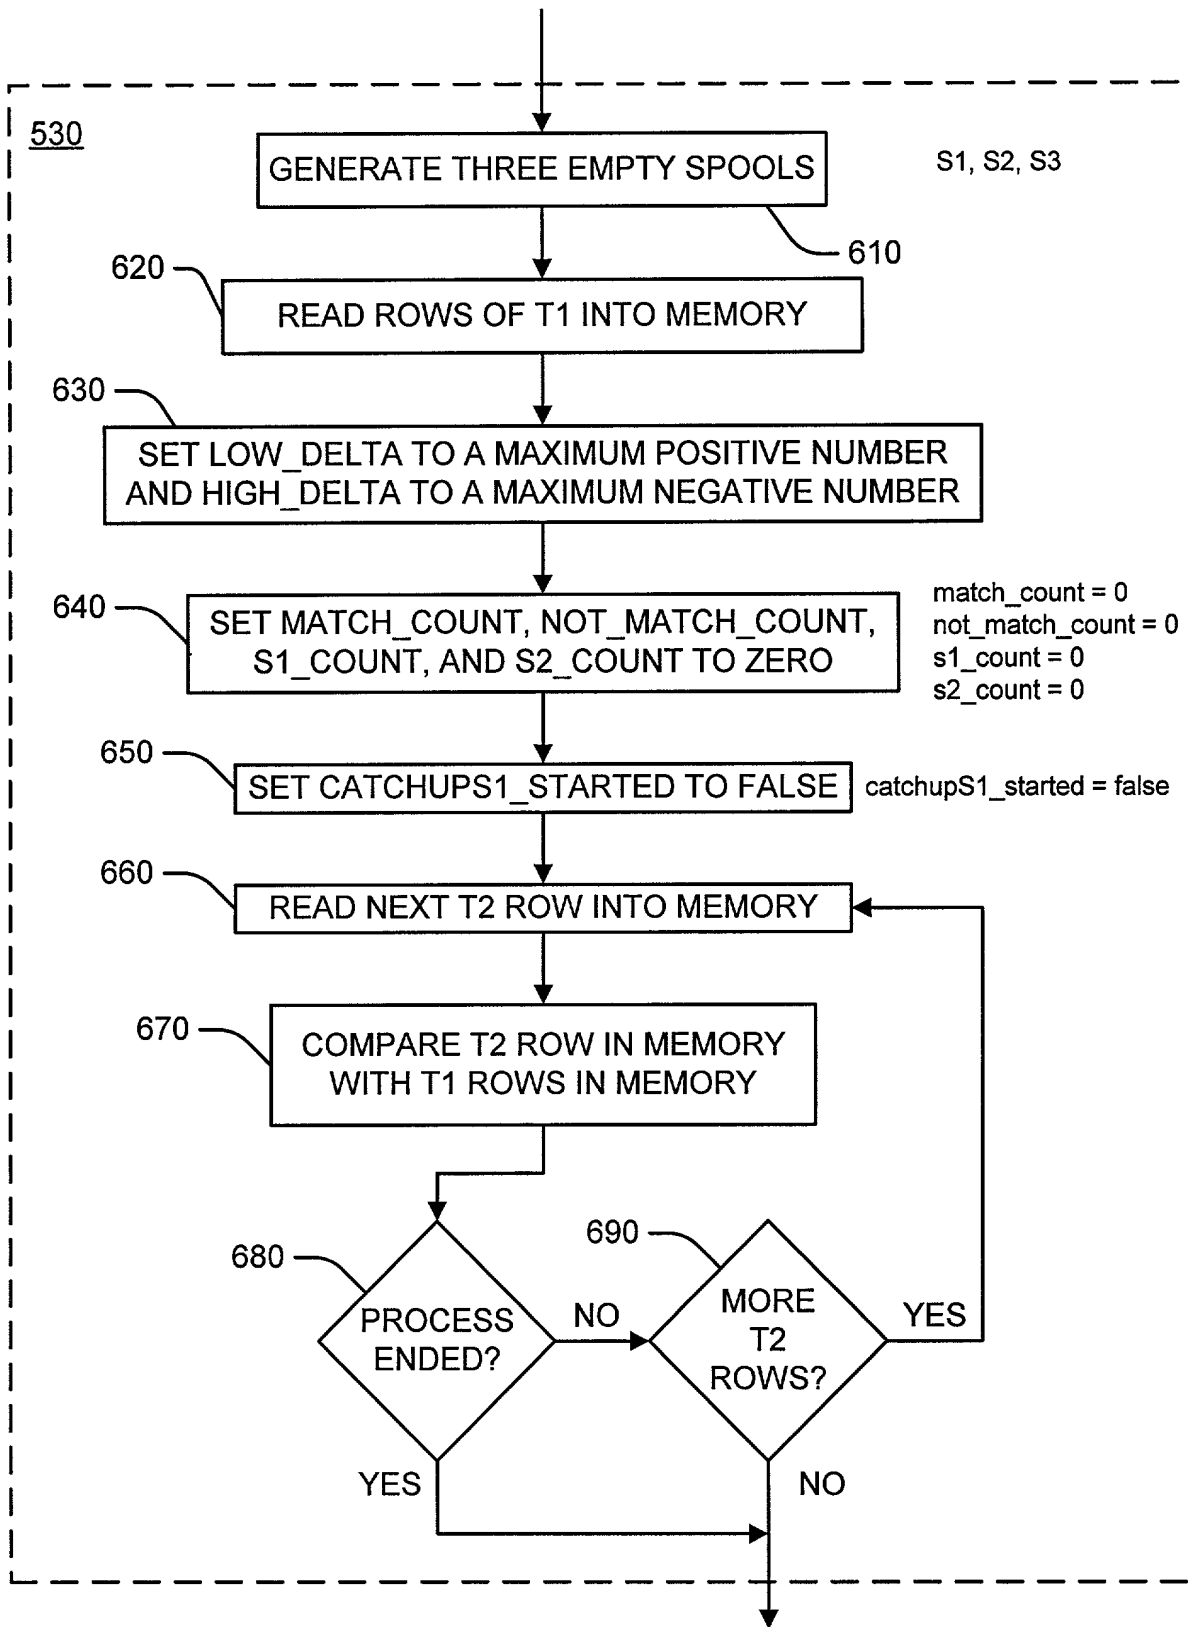 530
GENERATE THREE EMPTY SPOOLS
S1, S2, S3
610
620
READ ROWS OF T1 INTO MEMORY
630
SET LOW_DELTA TO A MAXIMUM POSITIVE NUMBER
AND HIGH_DELTA TO A MAXIMUM NEGATIVE NUMBER
640
SET MATCH_COUNT, NOT_MATCH_COUNT,
S1_COUNT, AND S2_COUNT TO ZERO
match_count = 0
not_match_count = 0
s1_count = 0
s2_count = 0
650
SET CATCHUPS1_STARTED TO FALSE
catchupS1_started = false
660
READ NEXT T2 ROW INTO MEMORY
670
COMPARE T2 ROW IN MEMORY
WITH T1 ROWS IN MEMORY
680
PROCESS
ENDED?
NO
YES
690
MORE
T2
ROWS?
YES
NO